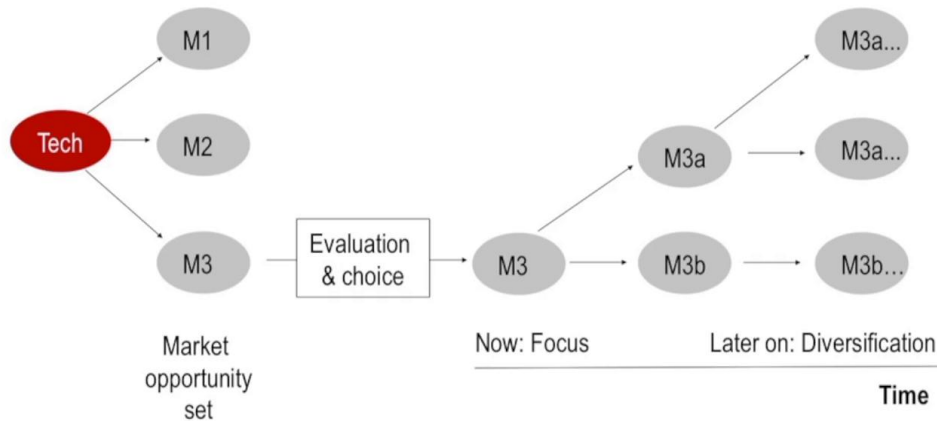 M1
M3a...
Tech
M2
M3a
M3a...
M3
Evaluation
& choice
M3
M3b
M3b...
Market
opportunity
set
Now: Focus
Later on: Diversification
Time